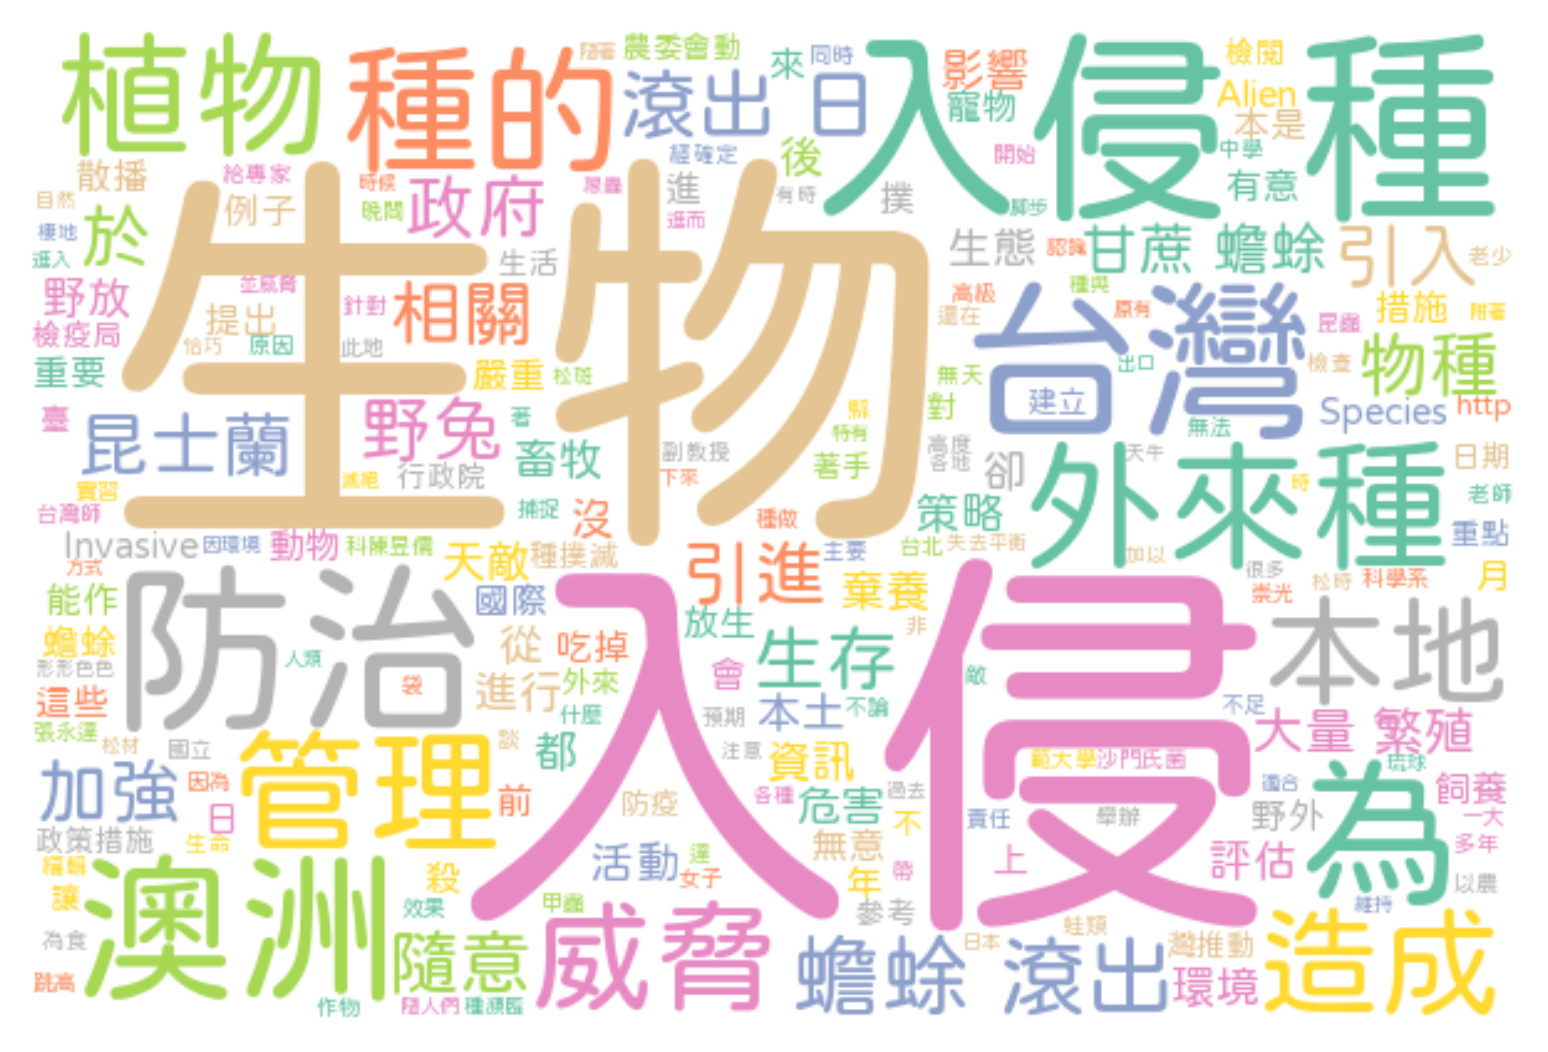 植物 種的 隨著 農委會動 來 同時 入侵種 影響 檢閱
滾出 日 寵物 Alien 本是
散播 給專家 時候 經確定 後 開始 中學
自然 例子 晚間 政府 進 有時 撲 腳步 有意
棲地 於 進而 生態 認識 甘蔗 蟾蜍 引入 老少
進入 生物 生活
野放 針對 相關 高級 種與 原有 措施
檢疫局 提出 還在 台灣 昆蟲
恰巧 原因 此地 出口 檢查 物種
重要 嚴重 松斑 無天
臺 昆士蘭 野兔 著 特有 對 建立 Species http
畜牧 副教授 高度 無法
實習 滅絕 行政院 下來 著手 各地 卻 外來種 天牛 日期
台灣師 捕捉 沒 種做 策略 時 老師
Invasive 因環境 動物 科陳昱儒 主要 台北 失去平衡 重點
方式 天敵 種撲滅 引進 加以
能作 防治 國際 棄養 很多 松時 科學系 月
入侵 放生 非 崇光 本地
蟾蜍 人類 從 吃掉 生存
形形色色 袋 進行 外來 會 敵
這些 什麼 預期 本土 不論 不足
張永達 松材 國立 談 都 注意 資訊 範大學 沙門氏菌 大量 繁殖
加強 因為 管理 前 各種 危害 過去 適合 琉球
日 防疫 不 責任 舉辦 野外 為 飼養
政策措施 生命 無意 一大
編輯 殺 活動 達 女子 年 帶 上 評估 多年
讓 澳洲 效果 甲蟲 參考 維持 以農
為食 隨意 威脅 蟾蜍 日本 滾出 蛙類 灣推動 造成
跳高 作物 隨人們 種瀕臨 環境